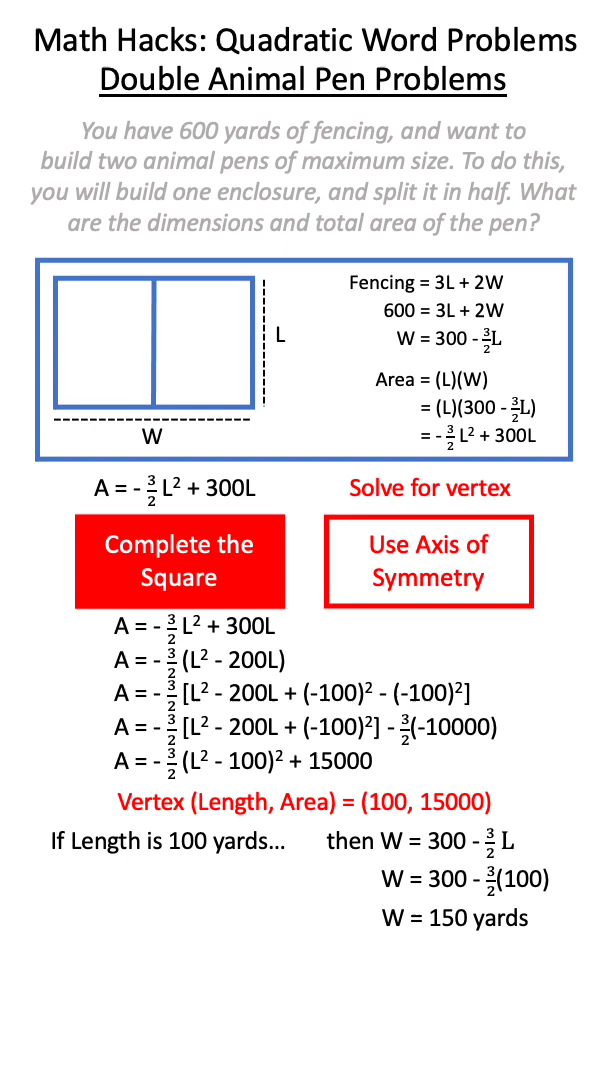 Math Hacks: Quadratic Word Problems
Double Animal Pen Problems
You have 600 yards of fencing, and want to
build two animal pens of maximum size. To do this,
you will build one enclosure, and split it in half. What
are the dimensions and total area of the pen?
L
W
Fencing = 3L + 2W
600 = 3L + 2W
W = 300 - 3/2L
Area = (L)(W)
= (L)(300 - 3/2L)
= - 3/2 L² + 300L
A = - 3/2 L² + 300L
Solve for vertex
Complete the
Square
Use Axis of
Symmetry
A = - 3/2 L² + 300L
A = - 3/2 (L² - 200L)
A = - 3/2 [L² - 200L + (-100)² - (-100)²]
A = - 3/2 [L² - 200L + (-100)²] - 3/2(-10000)
A = - 3/2 (L² - 100)² + 15000
Vertex (Length, Area) = (100, 15000)
If Length is 100 yards...
then W = 300 - 3/2 L
W = 300 - 3/2(100)
W = 150 yards